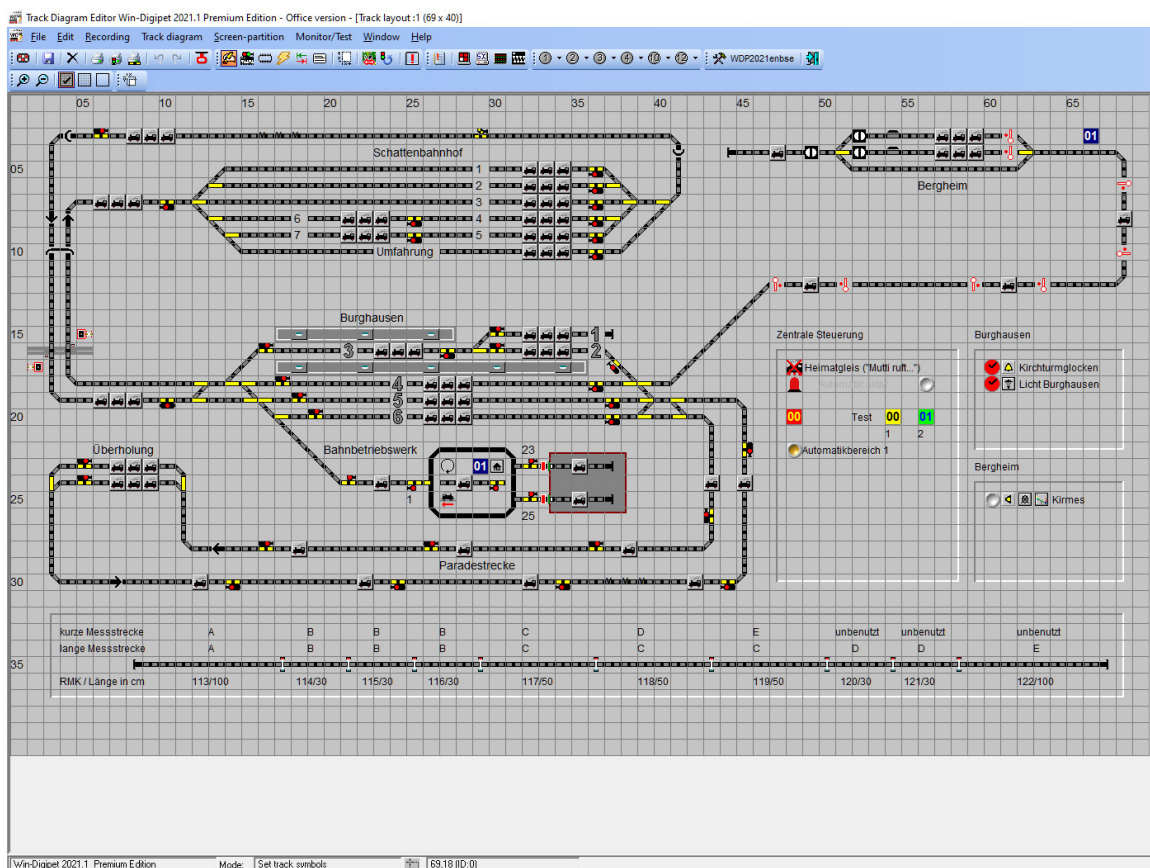 Track Diagram Editor Win-Digipet 2021.1 Premium Edition - Office version - [Track layout :1 (69 x 40)]
File Edit Recording Track diagram Screen-partition Monitor/Test Window Help
1 2 3 4 10 12 WDP2021enbse
05 10 15 20 25 30 35 40 45 50 55 60 65
01
Schattenbahnhof
05 1
2 Bergheim
3
6 4
7 5
10 Umfahrung
Burghausen
15 1 Zentrale Steuerung Burghausen
3 2
Heimatgleis ("Mutti ruft...") Kirchturmglocken
4
Licht Burghausen
5
20 6 00 Test 00 01
1 2
Überholung Bahnbetriebswerk 23 Automatikbereich 1
01 Bergheim
25 1 Kirmes
25
Paradestrecke
30
kurze Messstrecke A B B B C D E unbenutzt unbenutzt unbenutzt
lange Messstrecke A B B B C C C D D E
35
RMK / Länge in cm 113/100 114/30 115/30 116/30 117/50 118/50 119/50 120/30 121/30 122/100
Win-Digipet 2021.1 Premium Edition Mode: Set track symbols 69,18 (ID:0)